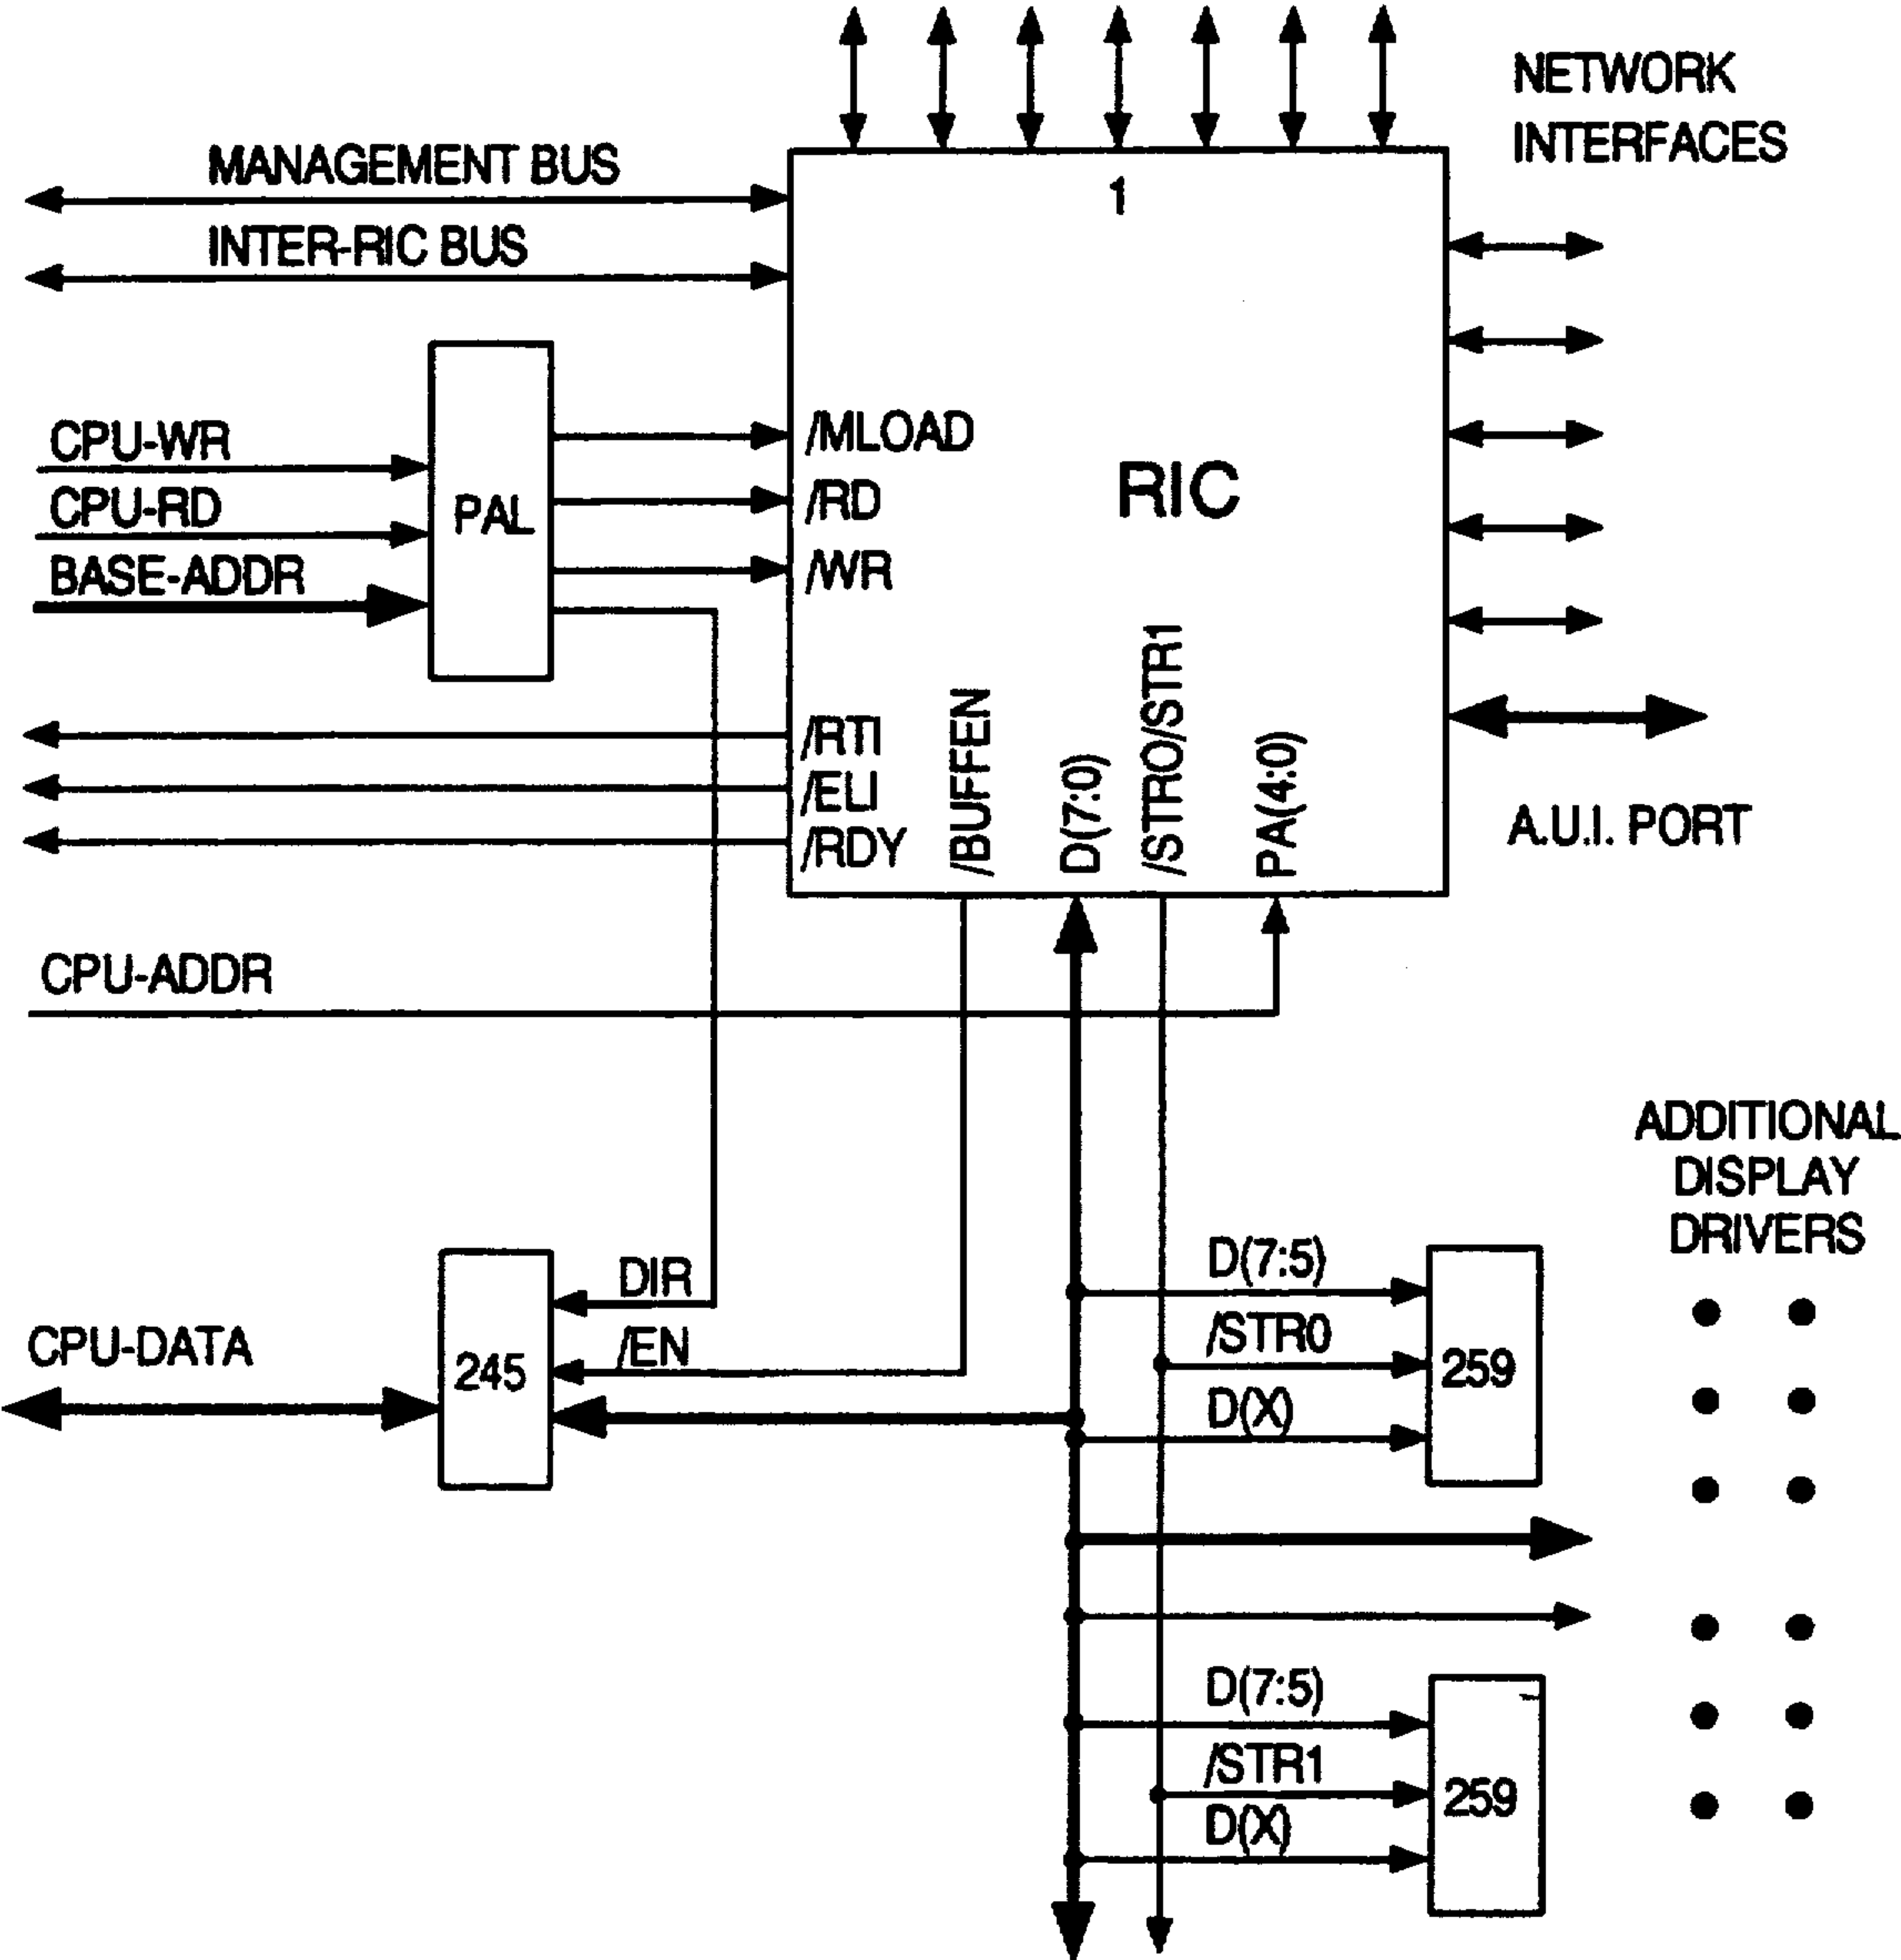 NETWORK
INTERFACES
MANAGEMENT BUS
1
INTER-RIC BUS
CPU-WR
CPU-RD
BASE-ADDR
PAL
/MLOAD
/RD
/WR
RIC
/RTI
/ELI
/RDY
/BUFFEN
D(7:0)
/STRO/STR1
PA(4:0)
A.U.I. PORT
CPU-ADDR
ADDITIONAL
DISPLAY
DRIVERS
DIR
/EN
CPU-DATA
245
D(7:5)
/STR0
D(X)
259
D(7:5)
/STR1
D(X)
259